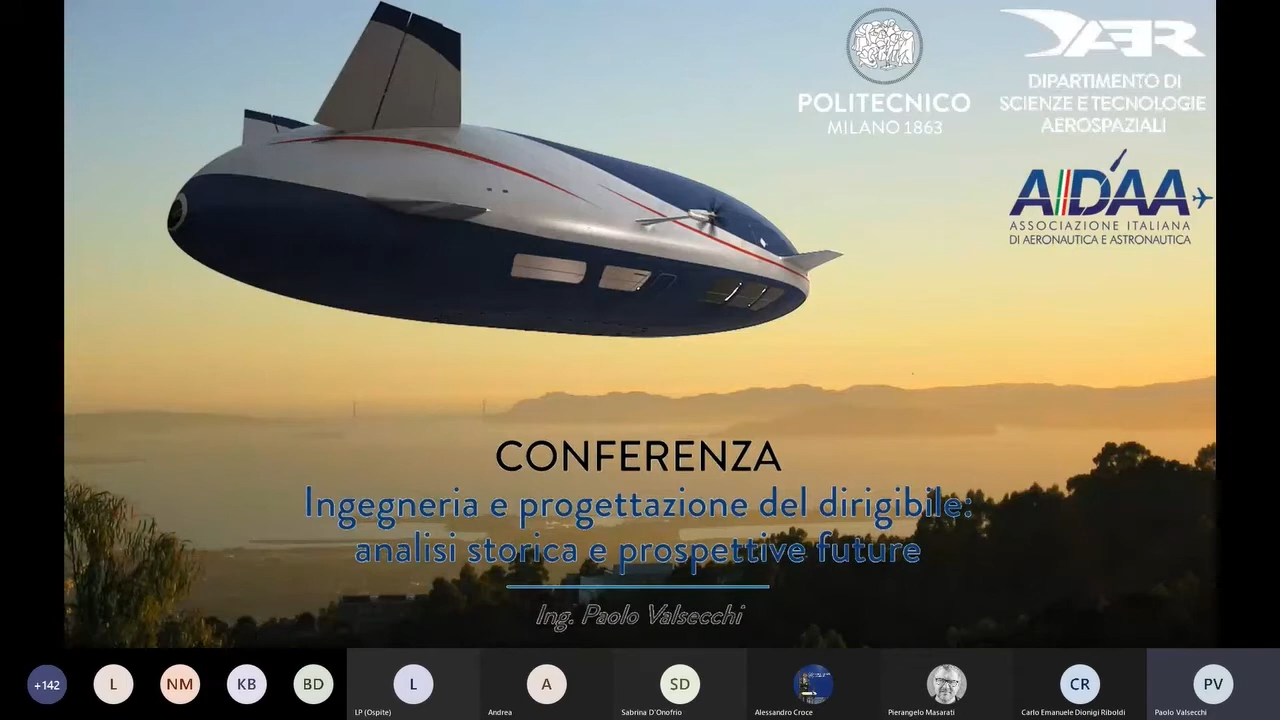 POLITECNICO
MILANO 1863
DAER
DIPARTIMENTO DI
SCIENZE E TECNOLOGIE
AEROSPAZIALI
AIDAA
ASSOCIAZIONE ITALIANA
DI AERONAUTICA E ASTRONAUTICA
CONFERENZA
Ingegneria e progettazione del dirigibile:
analisi storica e prospettive future
Ing. Paolo Valsecchi
+142
L
NM
KB
BD
L
A
SD
CR
PV
LP (Ospite)
Andrea
Sabrina D'Onofrio
Alessandro Croce
Pierangelo Masarati
Carlo Emanuele Dionigi Riboldi
Paolo Valsecchi